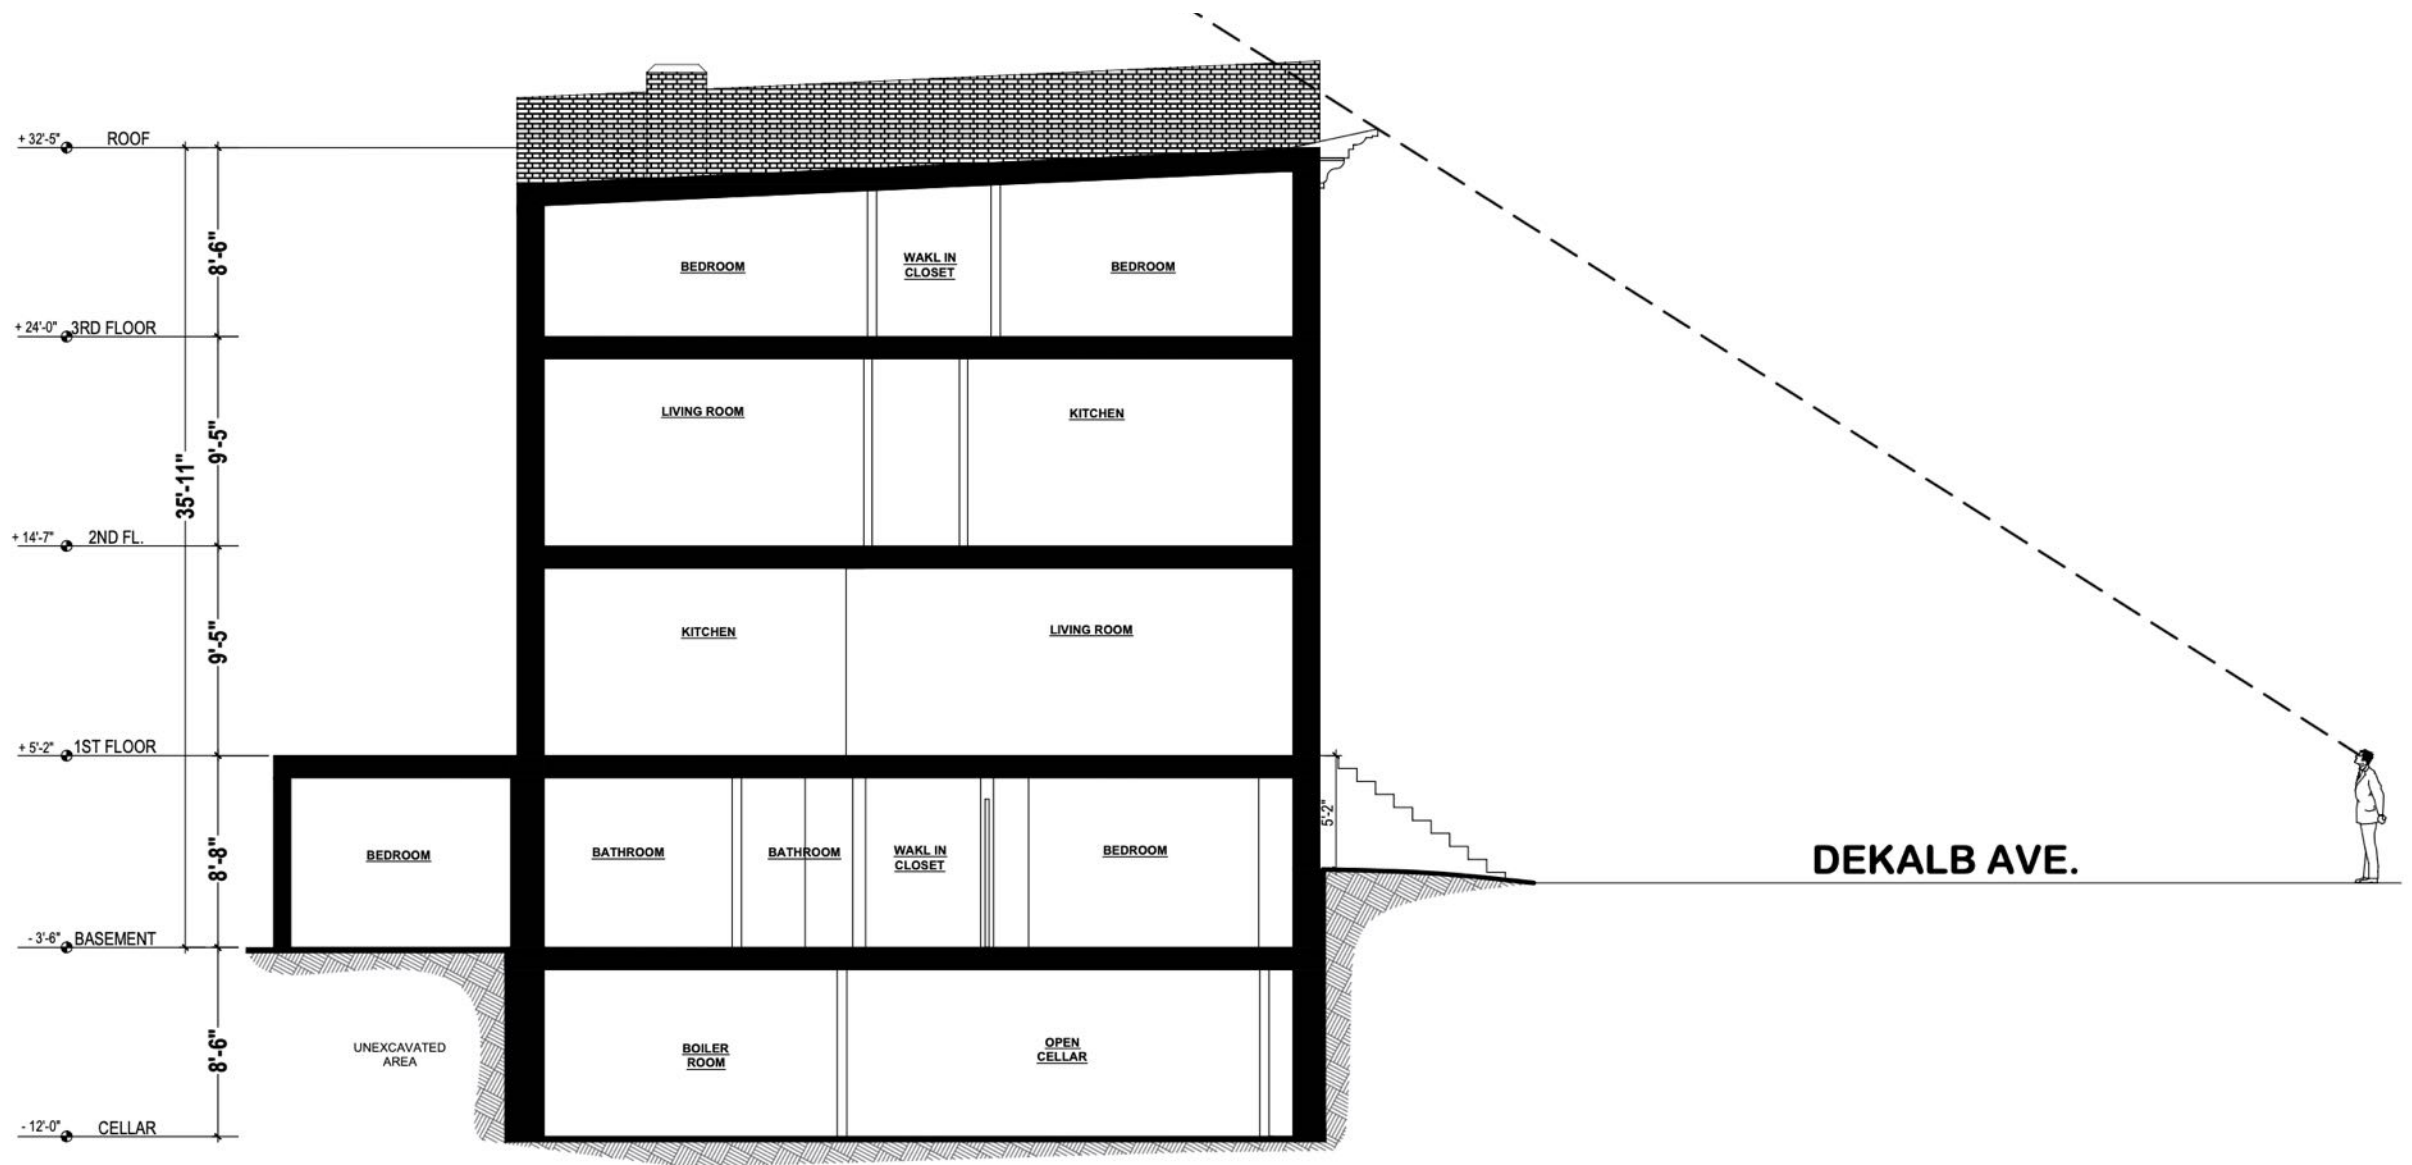 + 32'-5" ROOF
8'-6"
BEDROOM
WAKL IN
CLOSET
BEDROOM
+ 24'-0" 3RD FLOOR
9'-5"
LIVING ROOM
KITCHEN
35'-11"
+ 14'-7" 2ND FL.
9'-5"
KITCHEN
LIVING ROOM
+ 5'-2" 1ST FLOOR
5'-2"
8'-8"
BEDROOM
BATHROOM
BATHROOM
WAKL IN
CLOSET
BEDROOM
DEKALB AVE.
- 3'-6" BASEMENT
8'-6"
UNEXCAVATED
AREA
BOILER
ROOM
OPEN
CELLAR
- 12'-0" CELLAR